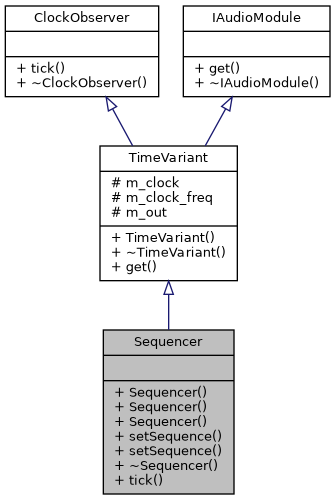 ClockObserver
+ tick()
+ ~ClockObserver()
IAudioModule
+ get()
+ ~IAudioModule()
TimeVariant
# m_clock
# m_clock_freq
# m_out
+ TimeVariant()
+ ~TimeVariant()
+ get()
Sequencer
+ Sequencer()
+ Sequencer()
+ Sequencer()
+ setSequence()
+ setSequence()
+ ~Sequencer()
+ tick()